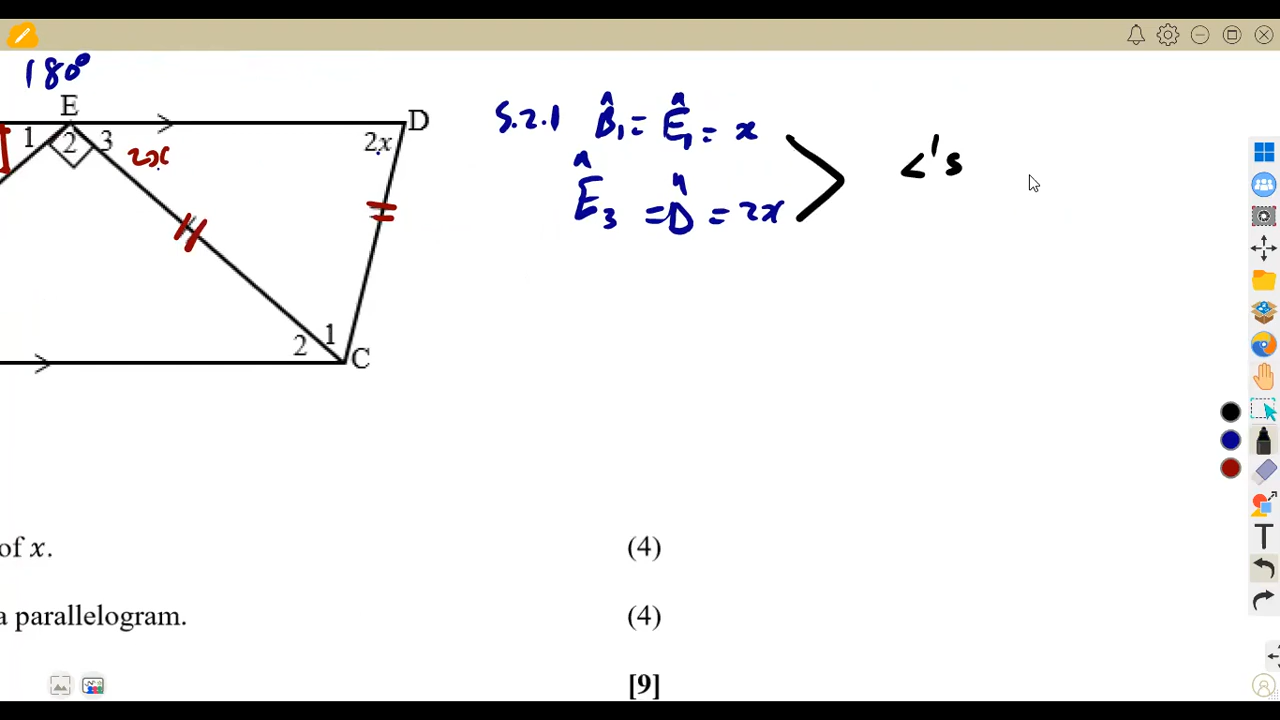 180°
E
D
1
2
3
2x
2x
2
1
C
5.2.1 B̂₁ = Ê₁ = x
Ê₃ = D̂ = 2x
<'s
of x. (4)
a parallelogram. (4)
[9]
T